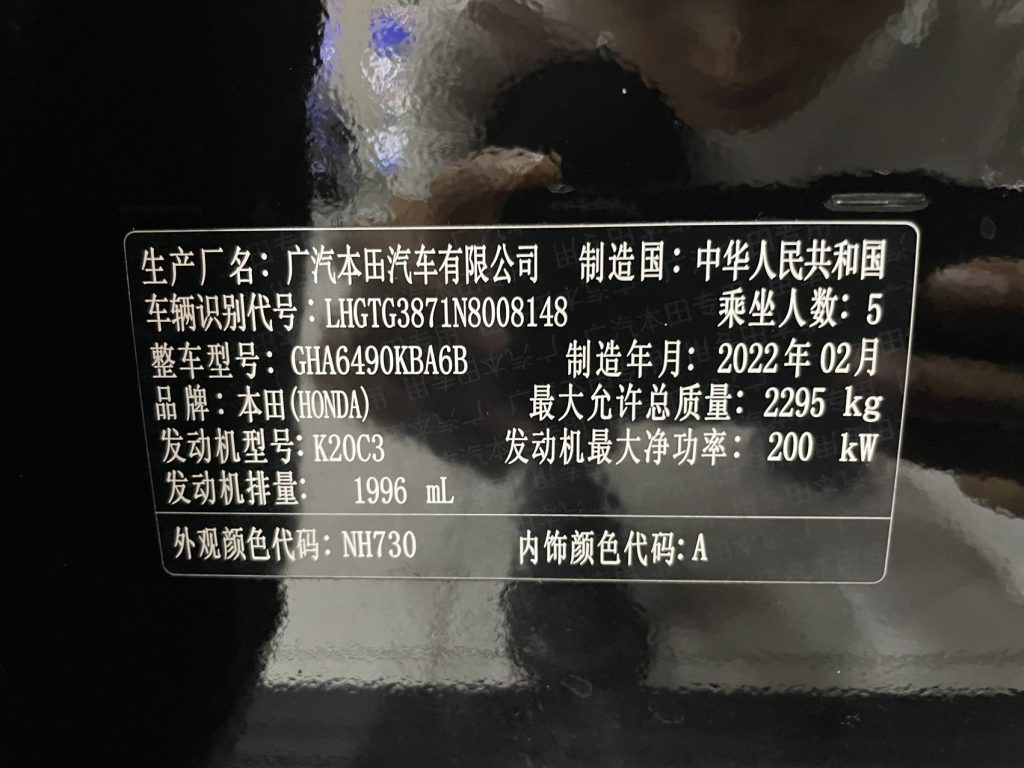 生产厂名：广汽本田汽车有限公司 制造国：中华人民共和国
车辆识别代号：LHGTG3871N8008148 乘坐人数：5
整车型号：GHA6490KBA6B 制造年月：2022年02月
品牌：本田(HONDA) 最大允许总质量：2295 kg
发动机型号：K20C3 发动机最大净功率：200 kW
发动机排量： 1996 mL
外观颜色代码：NH730 内饰颜色代码：A